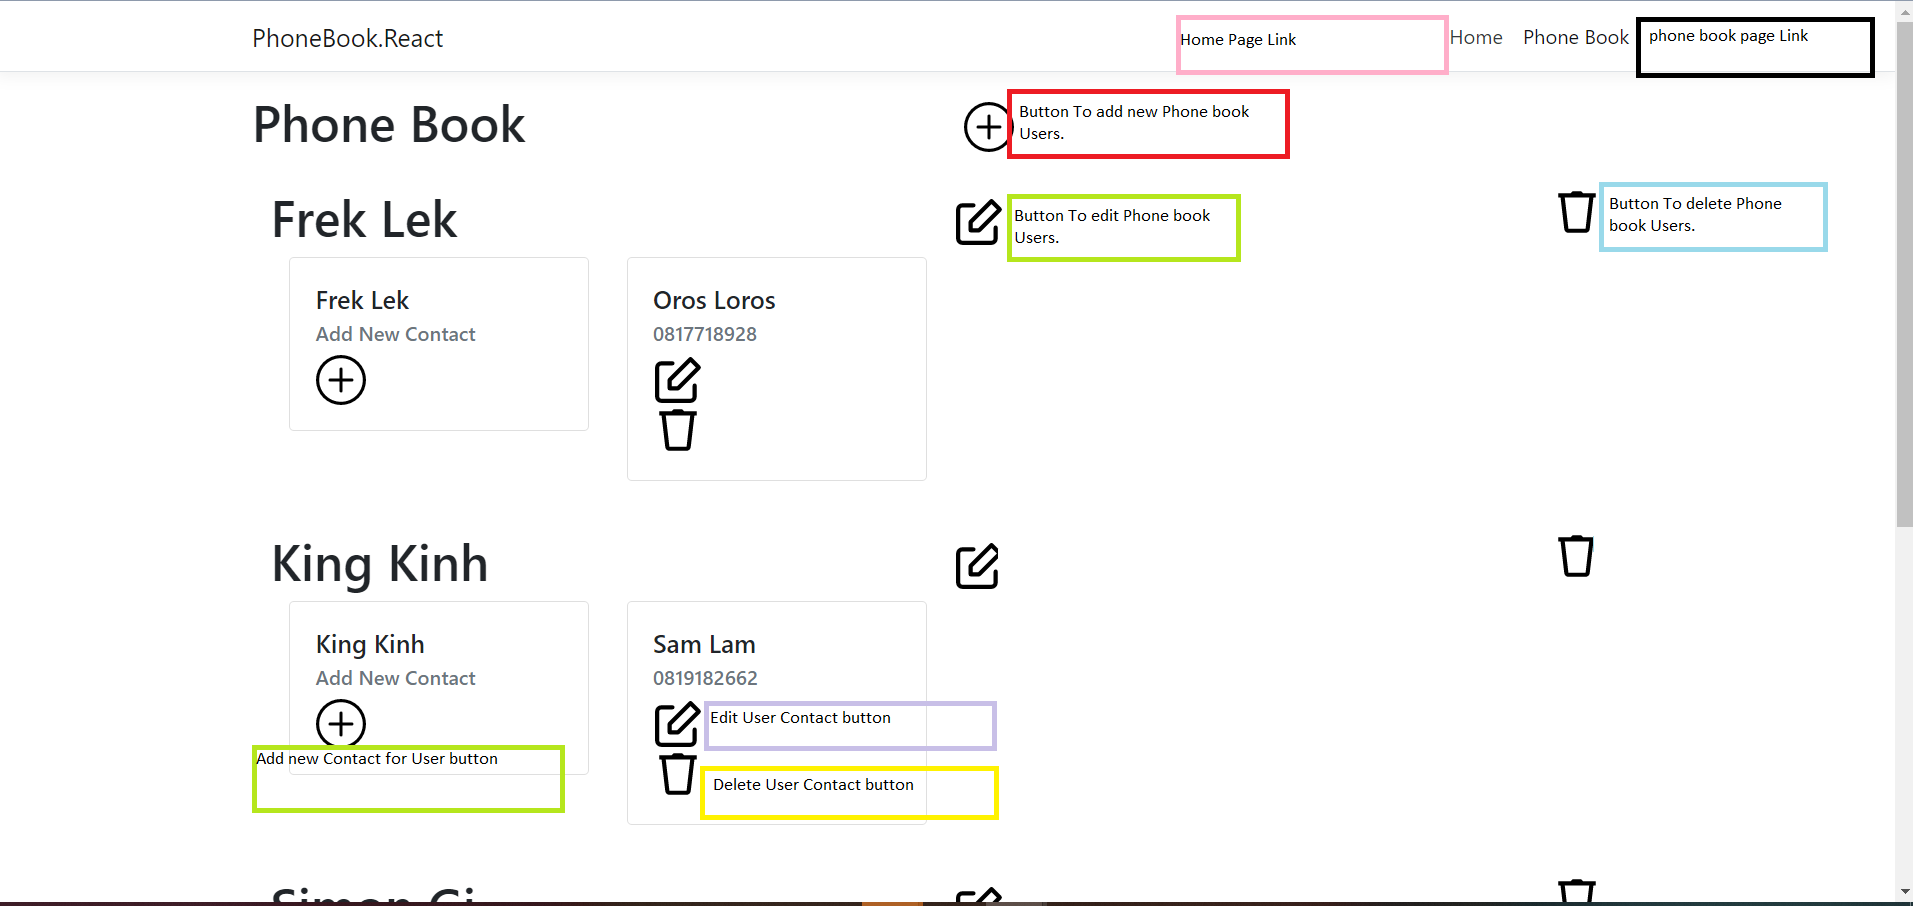 PhoneBook.React
Home Page Link
Home
Phone Book
phone book page Link
Phone Book
Button To add new Phone book
Users.
Frek Lek
Button To edit Phone book
Users.
Button To delete Phone
book Users.
Frek Lek
Add New Contact
Oros Loros
0817718928
King Kinh
King Kinh
Add New Contact
Add new Contact for User button
Sam Lam
0819182662
Edit User Contact button
Delete User Contact button